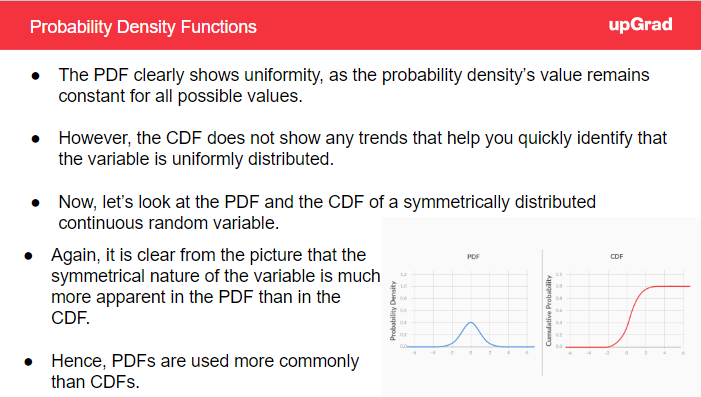 Probability Density Functions
upGrad
● The PDF clearly shows uniformity, as the probability density's value remains
constant for all possible values.
● However, the CDF does not show any trends that help you quickly identify that
the variable is uniformly distributed.
● Now, let's look at the PDF and the CDF of a symmetrically distributed
continuous random variable.
● Again, it is clear from the picture that the
symmetrical nature of the variable is much
more apparent in the PDF than in the
CDF.
● Hence, PDFs are used more commonly
than CDFs.
PDF
Probability Density
CDF
Cumulative Probability